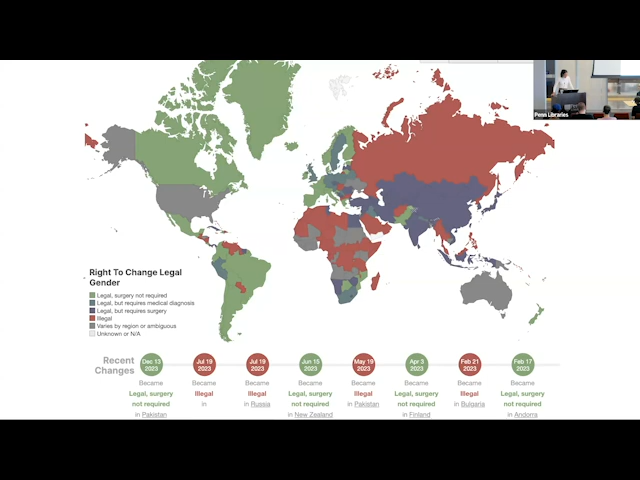 Penn Libraries
Right To Change Legal
Gender
Legal, surgery not required
Legal, but requires medical diagnosis
Legal, but requires surgery
Illegal
Varies by region or ambiguous
Unknown or N/A
Recent
Changes
Dec 13
2023
Became
Legal, surgery
not required
in Pakistan
Jul 19
2023
Became
Illegal
in
Jul 19
2023
Became
Illegal
in Russia
Jun 15
2023
Became
Legal, surgery
not required
in New Zealand
May 19
2023
Became
Illegal
in Pakistan
Apr 3
2023
Became
Legal, surgery
not required
in Finland
Feb 21
2023
Became
Illegal
in Bulgaria
Feb 17
2023
Became
Legal, surgery
not required
in Andorra